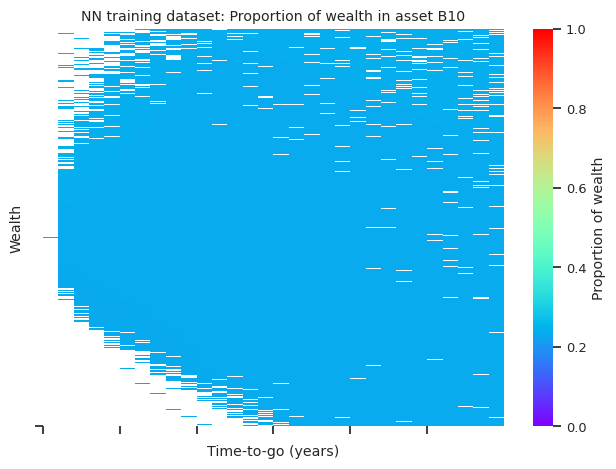 NN training dataset: Proportion of wealth in asset B10
Wealth
Time-to-go (years)
1.0
0.8
0.6
0.4
0.2
0.0
Proportion of wealth